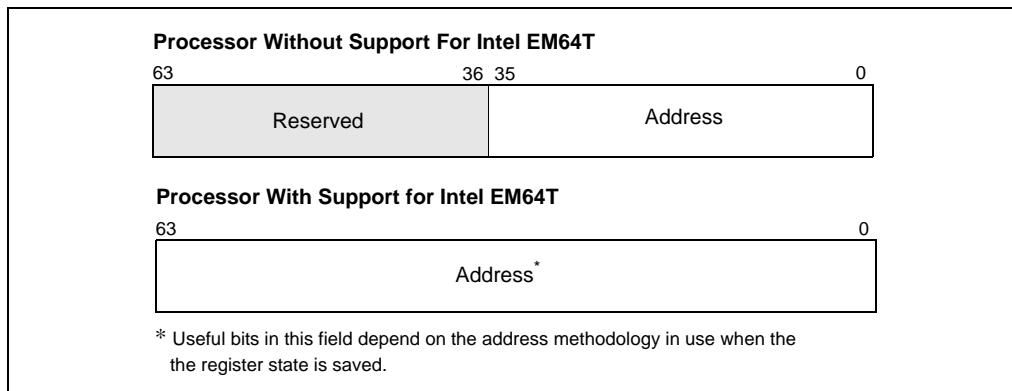 Processor Without Support For Intel EM64T
63 36 35 0
Reserved Address
Processor With Support for Intel EM64T
63 0
Address*
* Useful bits in this field depend on the address methodology in use when the
the register state is saved.